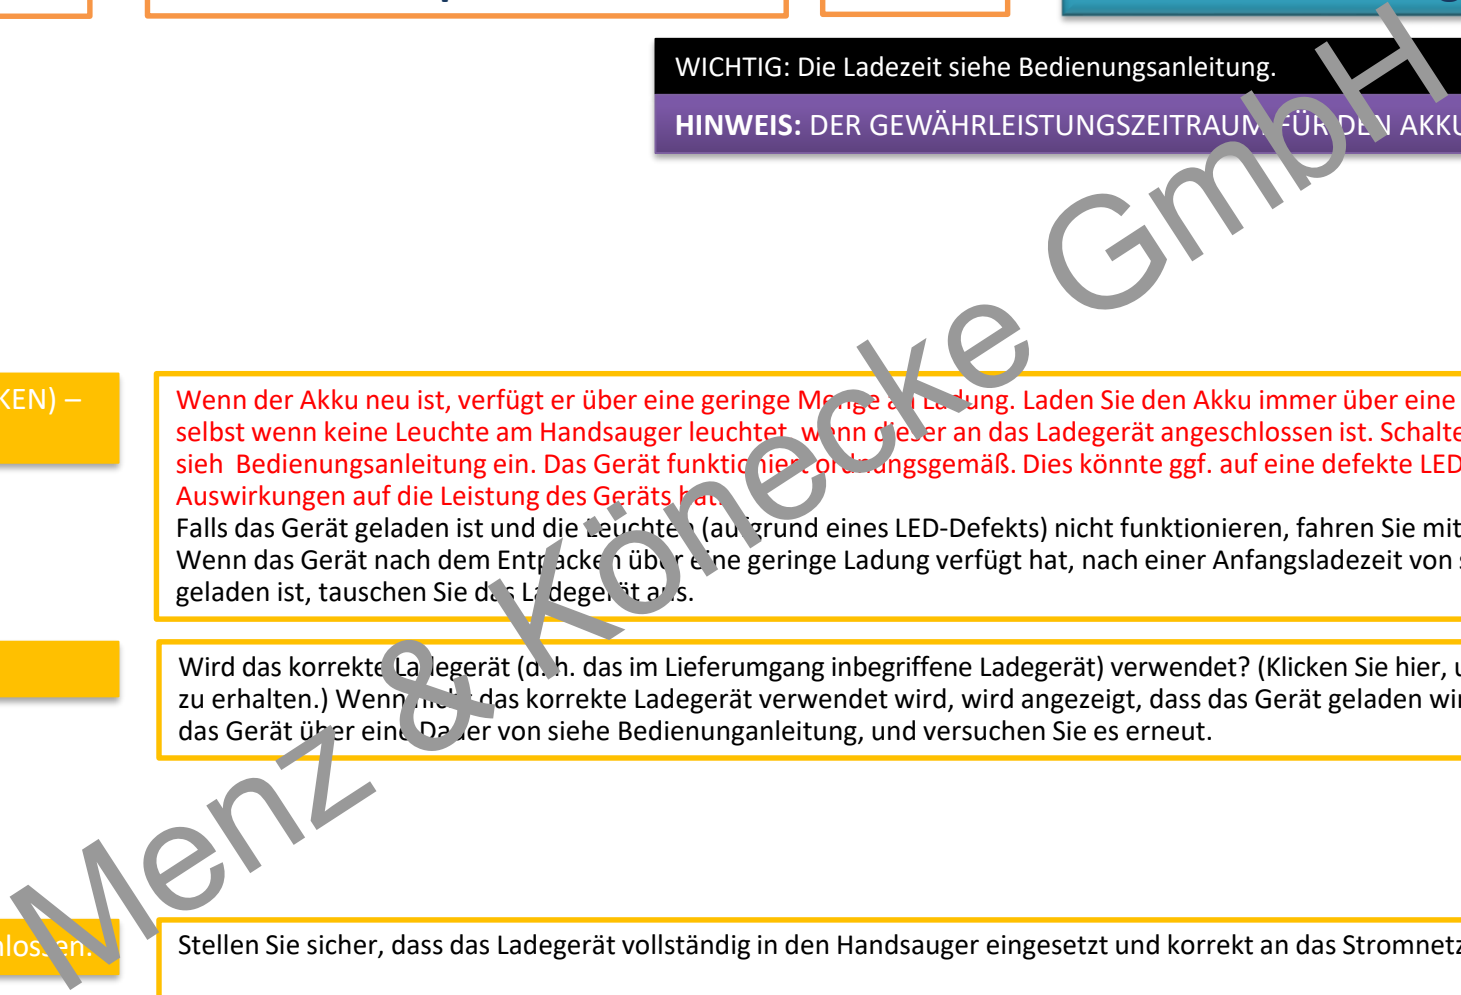 WICHTIG: Die Ladezeit siehe Bedienungsanleitung.
HINWEIS: DER GEWÄHRLEISTUNGSZEITRAUM FÜR DEN AKKU
KEN) –
Wenn der Akku neu ist, verfügt er über eine geringe Menge an Ladung. Laden Sie den Akku immer über eine
selbst wenn keine Leuchte am Handsauger leuchtet, wenn dieser an das Ladegerät angeschlossen ist. Schalte
sieh Bedienungsanleitung ein. Das Gerät funktioniert ordnungsgemäß. Dies könnte ggf. auf eine defekte LED
Auswirkungen auf die Leistung des Geräts hat.
Falls das Gerät geladen ist und die Leuchten (aufgrund eines LED-Defekts) nicht funktionieren, fahren Sie mit
Wenn das Gerät nach dem Entpacken über eine geringe Ladung verfügt hat, nach einer Anfangsladezeit von s
geladen ist, tauschen Sie das Ladegerät aus.
Wird das korrekte Ladegerät (d. h. das im Lieferumgang inbegriffene Ladegerät) verwendet? (Klicken Sie hier, u
zu erhalten.) Wenn nicht das korrekte Ladegerät verwendet wird, wird angezeigt, dass das Gerät geladen wir
das Gerät über eine Dauer von siehe Bedienunganleitung, und versuchen Sie es erneut.
hlossen.
Stellen Sie sicher, dass das Ladegerät vollständig in den Handsauger eingesetzt und korrekt an das Stromnetz
Menz & Könecke GmbH